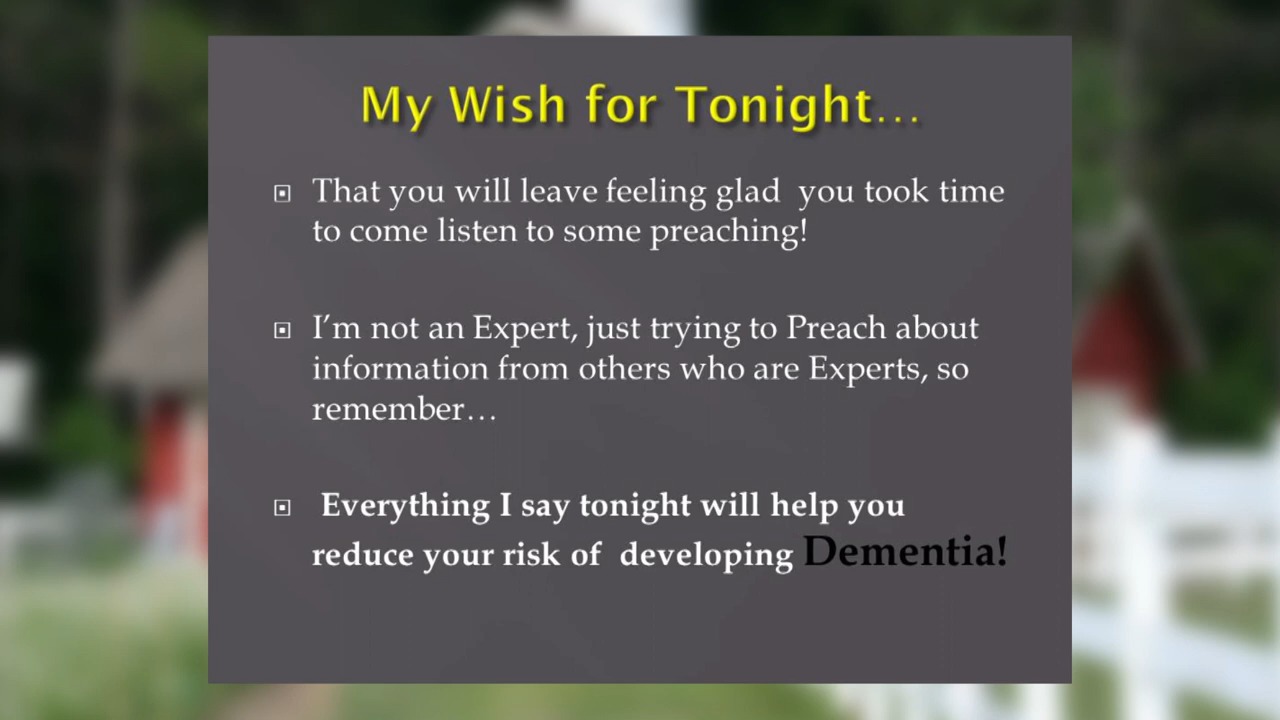 My Wish for Tonight...
That you will leave feeling glad  you took time
to come listen to some preaching!
I'm not an Expert, just trying to Preach about
information from others who are Experts, so
remember...
Everything I say tonight will help you
reduce your risk of  developing Dementia!